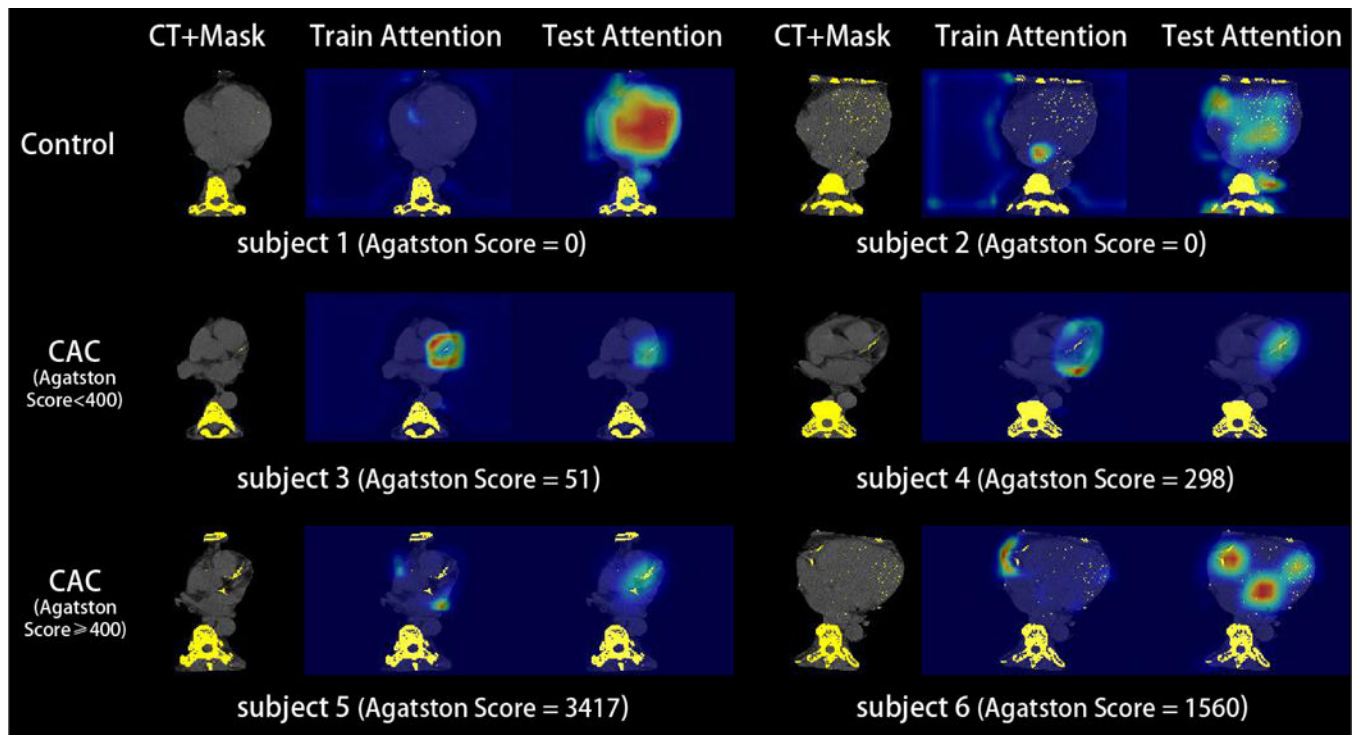 CT+Mask Train Attention Test Attention CT+Mask Train Attention Test Attention
Control
subject 1 (Agatston Score = 0) subject 2 (Agatston Score = 0)
CAC
(Agatston
Score<400)
subject 3 (Agatston Score = 51) subject 4 (Agatston Score = 298)
CAC
(Agatston
Score≥400)
subject 5 (Agatston Score = 3417) subject 6 (Agatston Score = 1560)